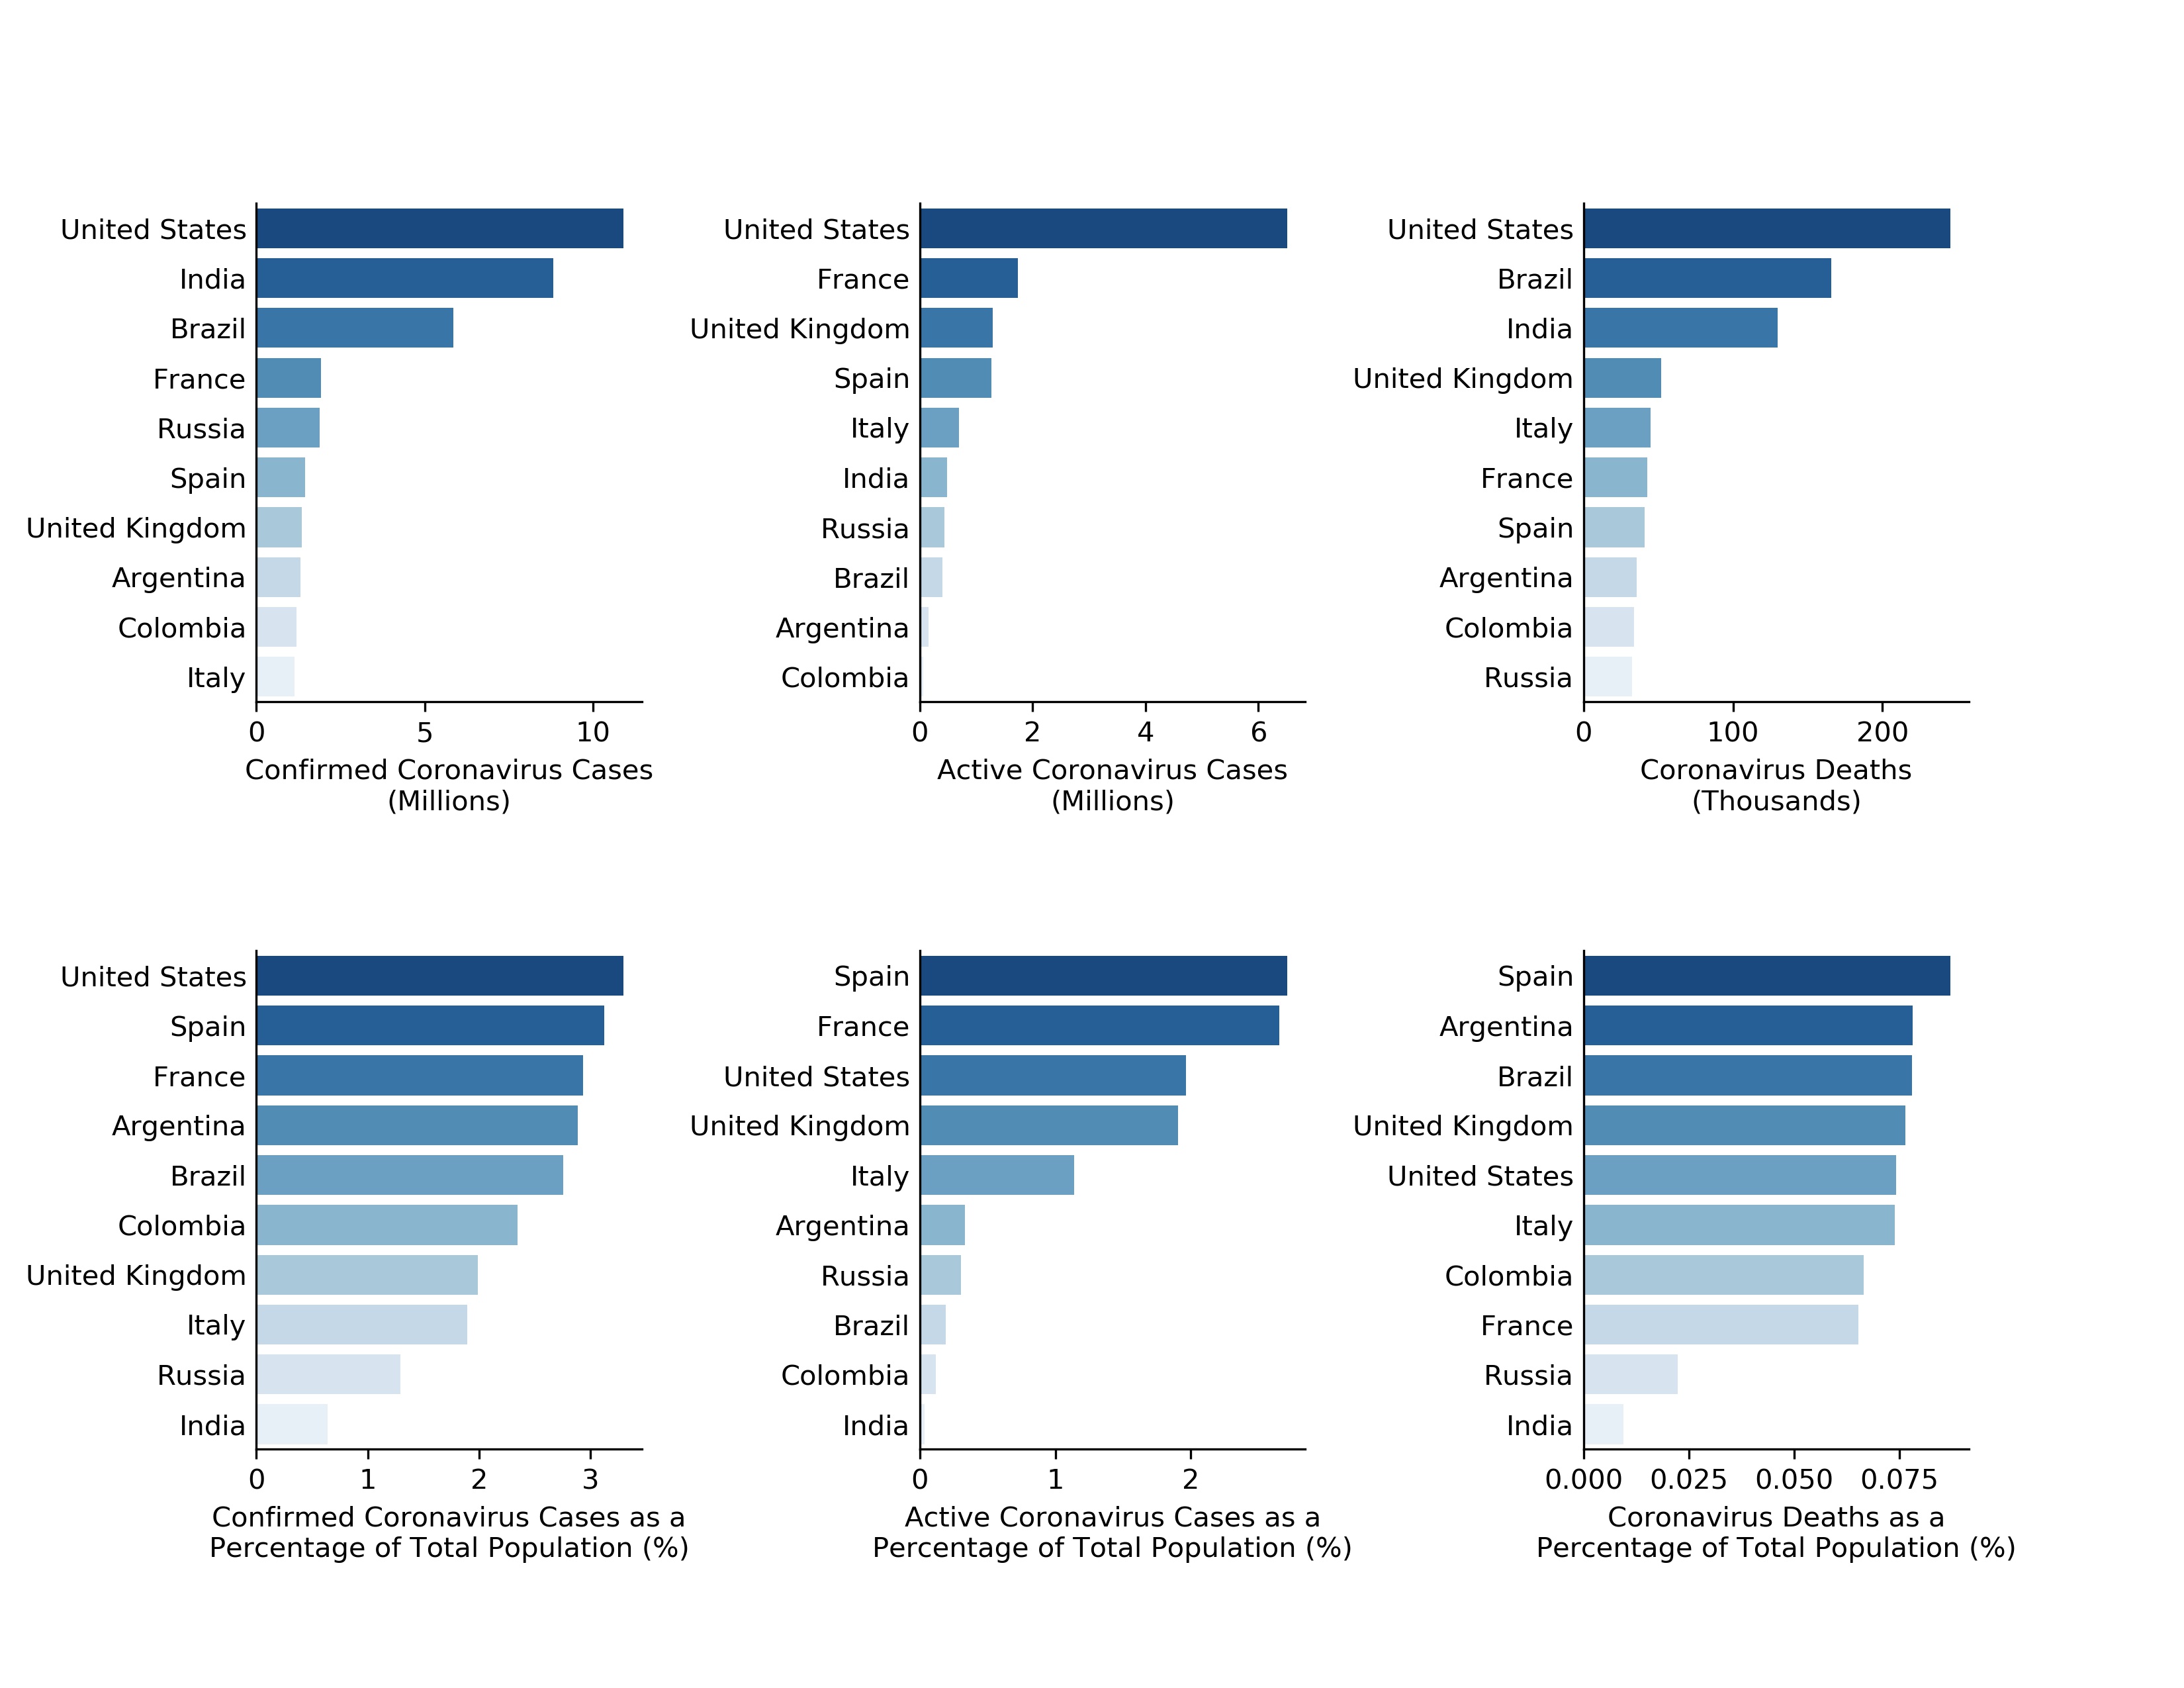 United States
India
Brazil
France
Russia
Spain
United Kingdom
Argentina
Colombia
Italy
0 5 10
Confirmed Coronavirus Cases
(Millions)
United States
France
United Kingdom
Spain
Italy
India
Russia
Brazil
Argentina
Colombia
0 2 4 6
Active Coronavirus Cases
(Millions)
United States
Brazil
India
United Kingdom
Italy
France
Spain
Argentina
Colombia
Russia
0 100 200
Coronavirus Deaths
(Thousands)
United States
Spain
France
Argentina
Brazil
Colombia
United Kingdom
Italy
Russia
India
0 1 2 3
Confirmed Coronavirus Cases as a
Percentage of Total Population (%)
Spain
France
United States
United Kingdom
Italy
Argentina
Russia
Brazil
Colombia
India
0 1 2
Active Coronavirus Cases as a
Percentage of Total Population (%)
Spain
Argentina
Brazil
United Kingdom
United States
Italy
Colombia
France
Russia
India
0.000 0.025 0.050 0.075
Coronavirus Deaths as a
Percentage of Total Population (%)